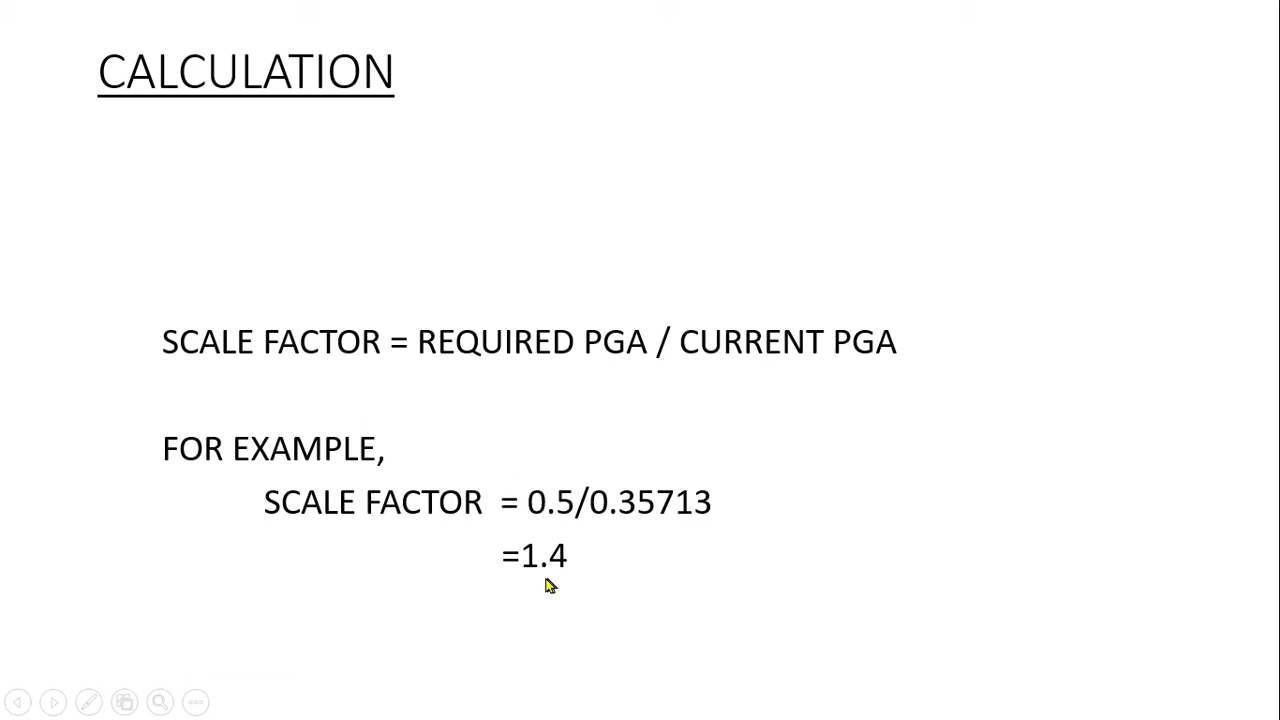 CALCULATION
SCALE FACTOR = REQUIRED PGA / CURRENT PGA
FOR EXAMPLE,
SCALE FACTOR = 0.5/0.35713
=1.4